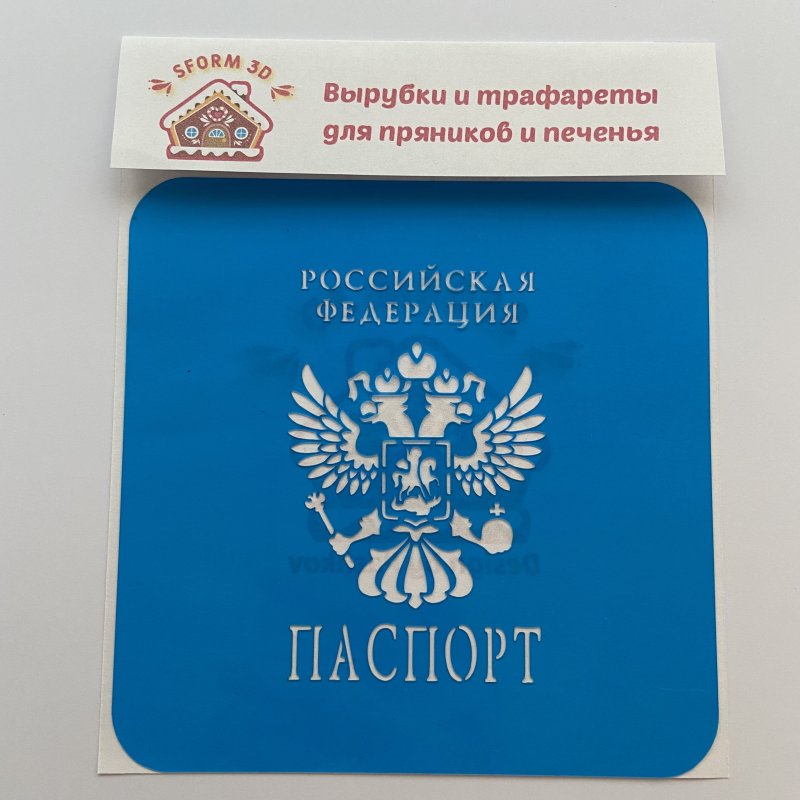 SFORM 3D
Вырубки и трафареты
для пряников и печенья
РОССИЙСКАЯ
ФЕДЕРАЦИЯ
ПАСПОРТ